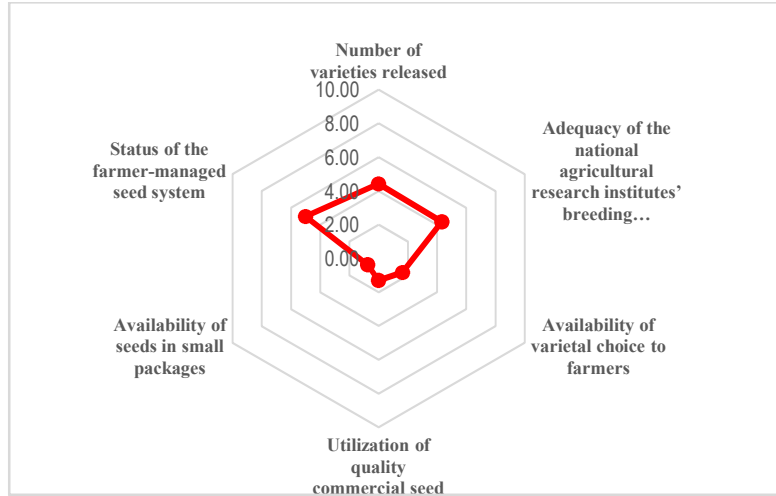 Number of
varieties released
10.00
8.00
6.00
4.00
2.00
0.00
Adequacy of the
national
agricultural
research institutes’
breeding…
Availability of
varietal choice to
farmers
Utilization of
quality
commercial seed
Availability of
seeds in small
packages
Status of the
farmer-managed
seed system